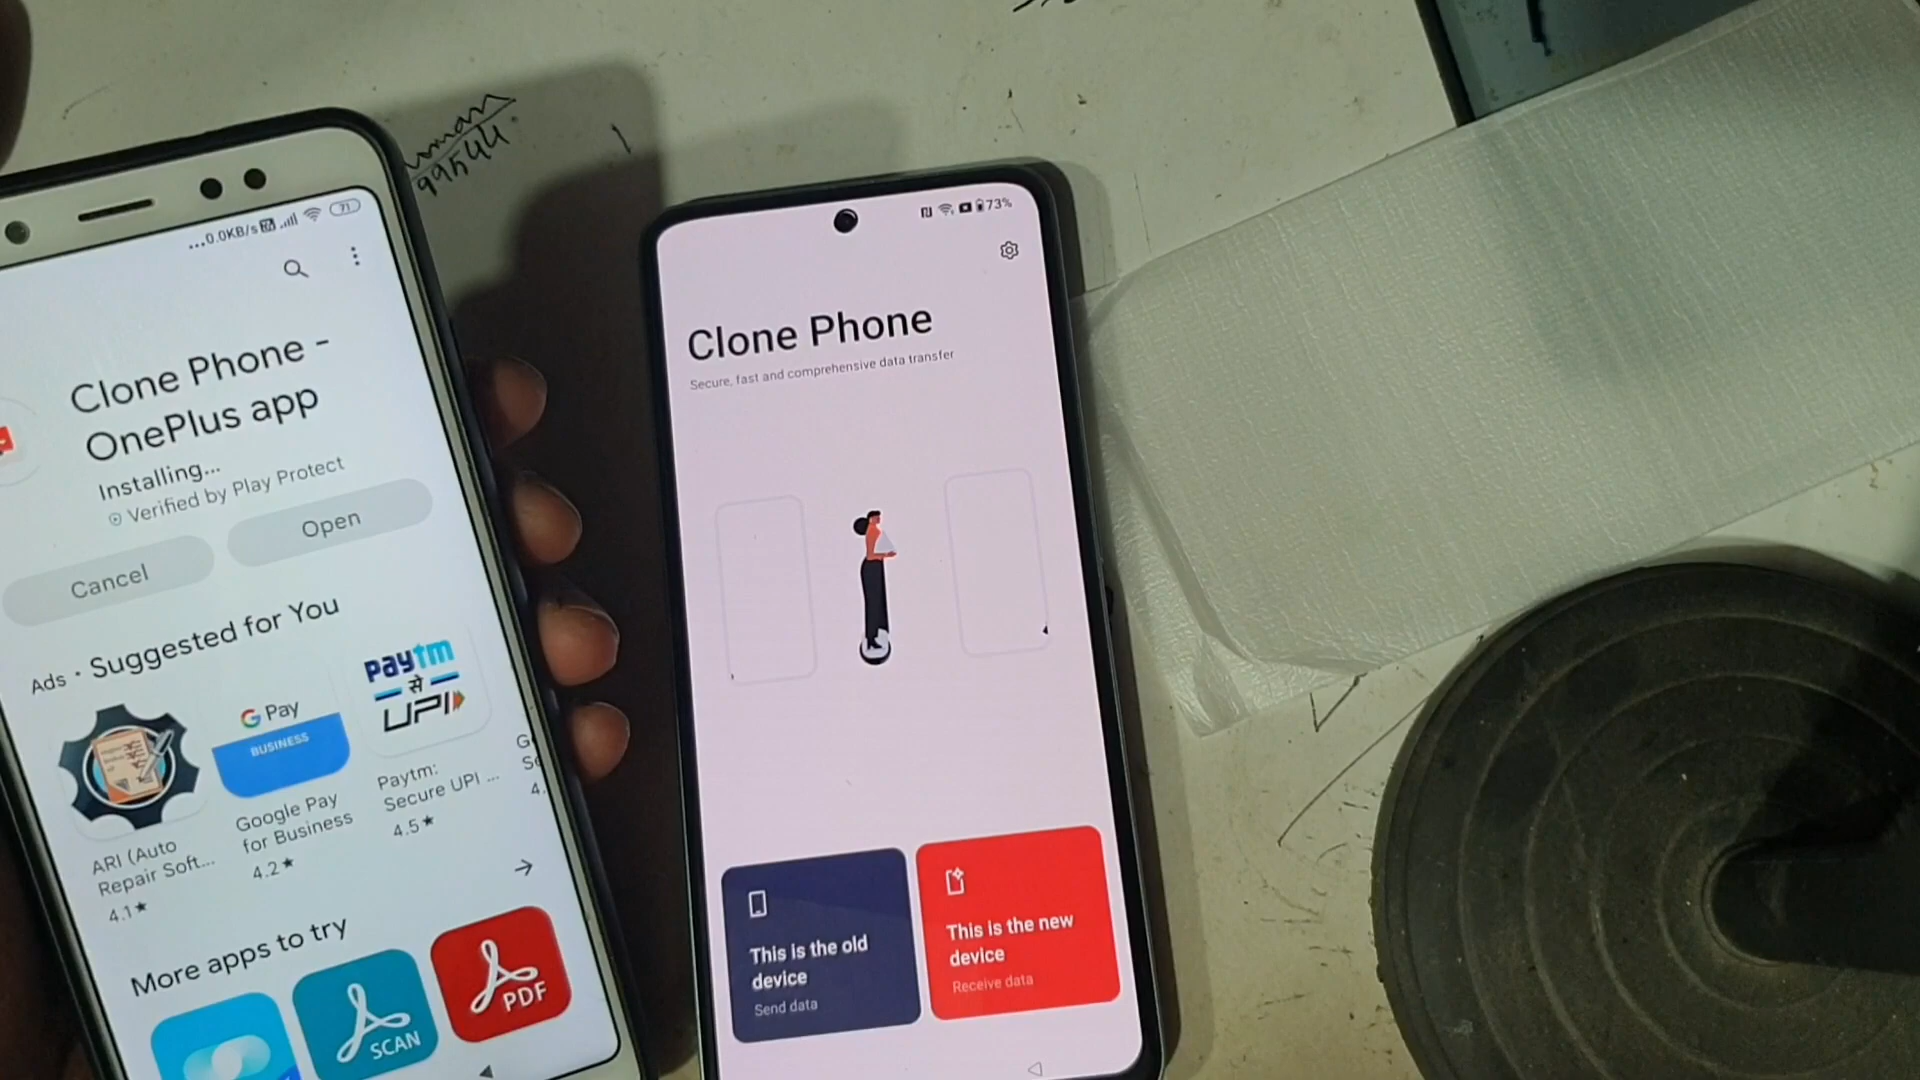 99544
...0.0KB/s
71
Clone Phone -
OnePlus app
Installing...
Verified by Play Protect
Cancel
Open
Ads · Suggested for You
ARI (Auto
Repair Soft...
4.1★
G Pay
BUSINESS
Google Pay
for Business
4.2★
paytm
से
UPI
Paytm:
Secure UPI ...
4.5★
4.
More apps to try
SCAN
PDF
73%
Clone Phone
Secure, fast and comprehensive data transfer
This is the old
device
Send data
This is the new
device
Receive data